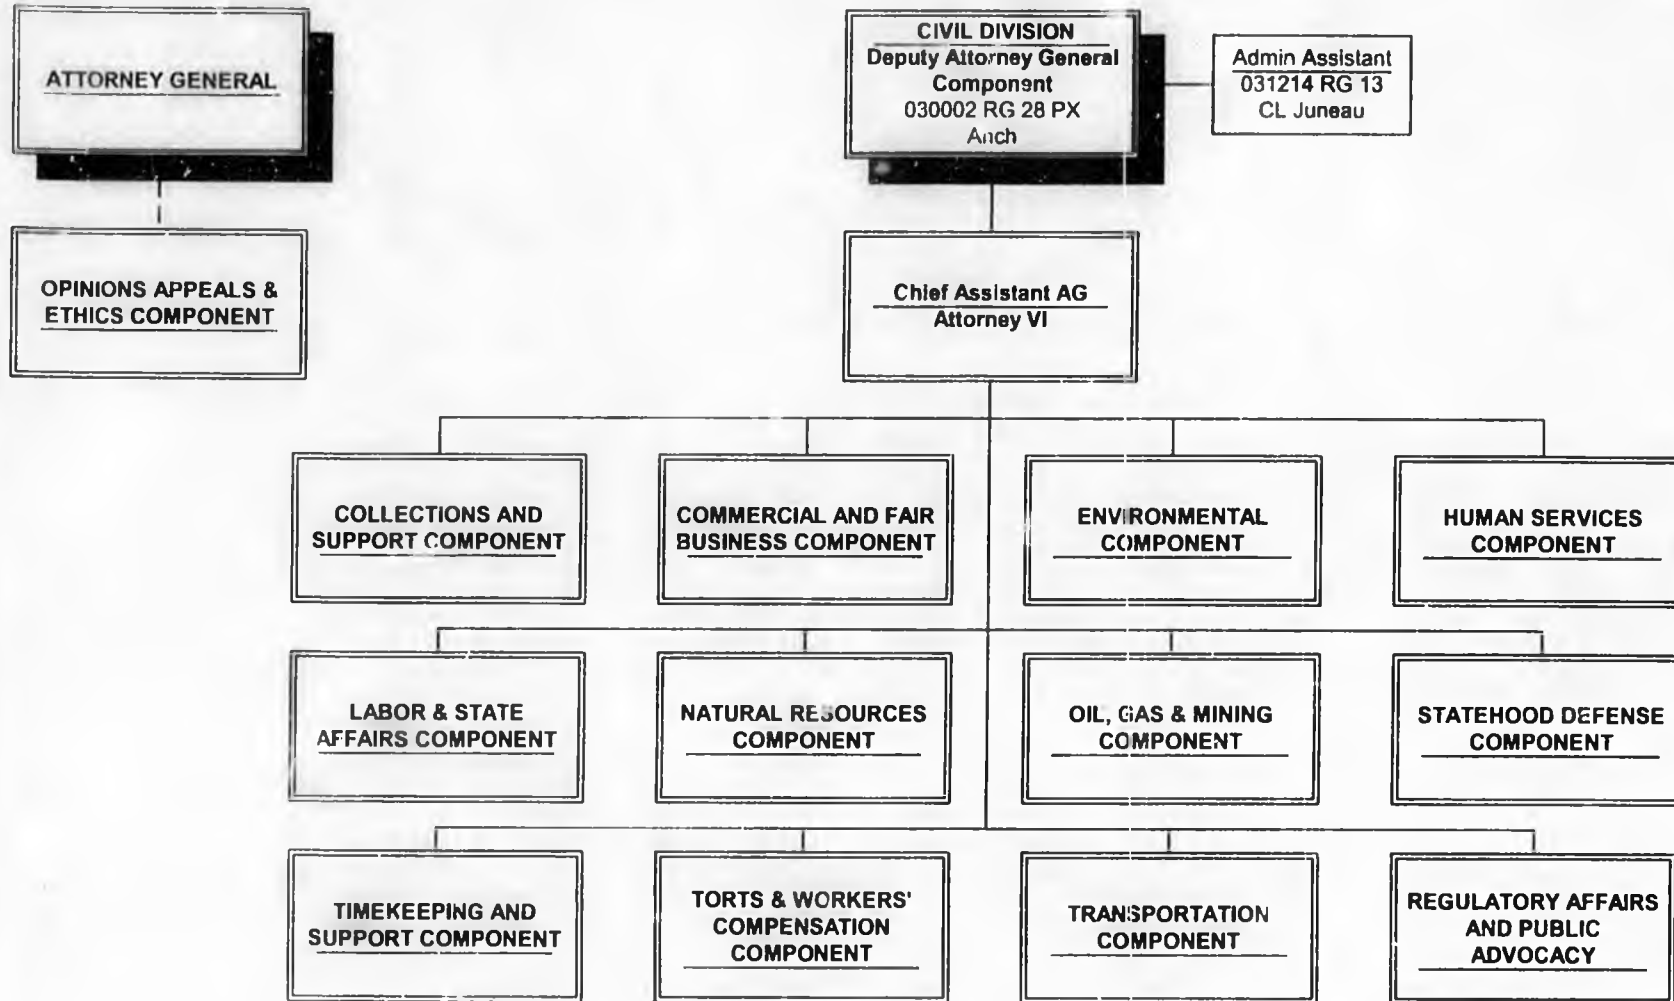 ATTORNEY GENERAL
OPINIONS APPEALS &
ETHICS COMPONENT
CIVIL DIVISION
Deputy Attorney General
Component
030002 RG 28 PX
Anch
Admin Assistant
031214 RG 13
CL Juneau
Chief Assistant AG
Attorney VI
COLLECTIONS AND
SUPPORT COMPONENT
COMMERCIAL AND FAIR
BUSINESS COMPONENT
ENVIRONMENTAL
COMPONENT
HUMAN SERVICES
COMPONENT
LABOR & STATE
AFFAIRS COMPONENT
NATURAL RESOURCES
COMPONENT
OIL, GAS & MINING
COMPONENT
STATEHOOD DEFENSE
COMPONENT
TIMEKEEPING AND
SUPPORT COMPONENT
TORTS & WORKERS'
COMPENSATION
COMPONENT
TRANSPORTATION
COMPONENT
REGULATORY AFFAIRS
AND PUBLIC
ADVOCACY